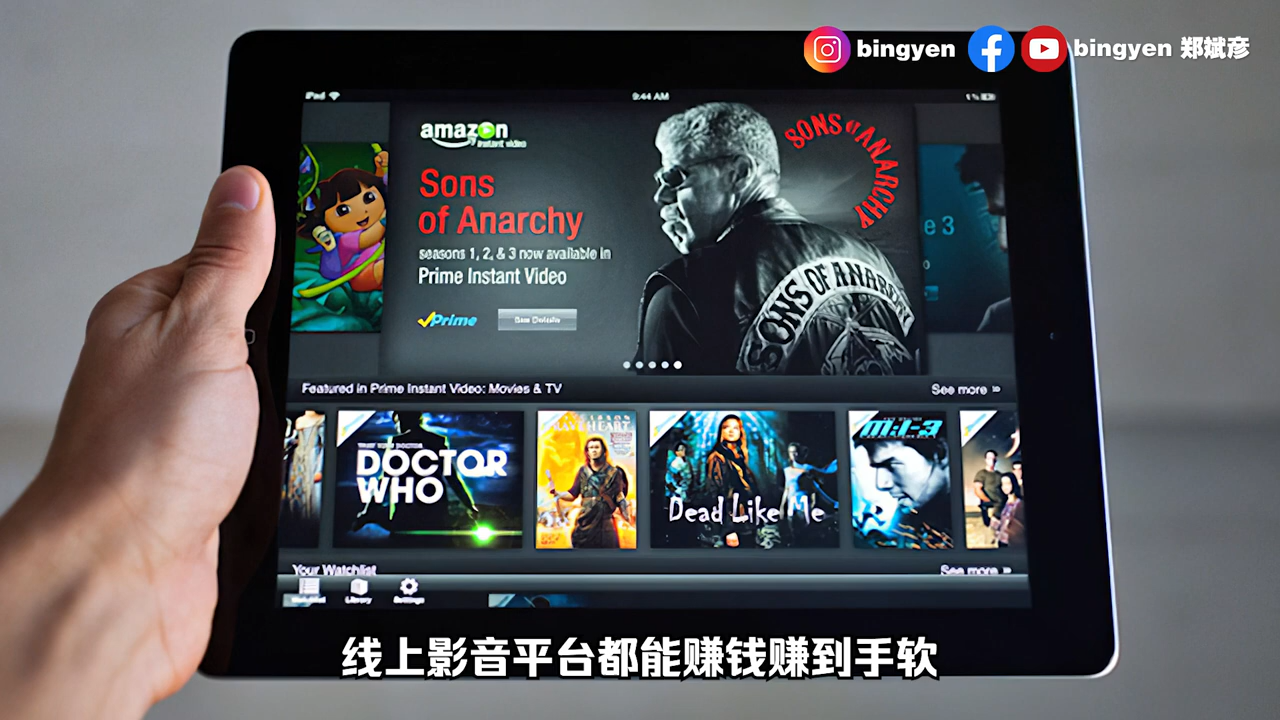 bingyen
bingyen 郑斌彦
iPad
9:44 AM
amazon
instant video
SONS of ANARCHY
Sons
of Anarchy
seasons 1, 2, & 3 now available in
Prime Instant Video
Prime
See Details
e 3
SONS OF ANARCHY
Featured in Prime Instant Video: Movies & TV
See more
DOCTOR
WHO
BRAVEHEART
Dead Like Me
M:i-3
Your Watchlist
See more
Watchlist
Library
Settings
线上影音平台都能赚钱赚到手软